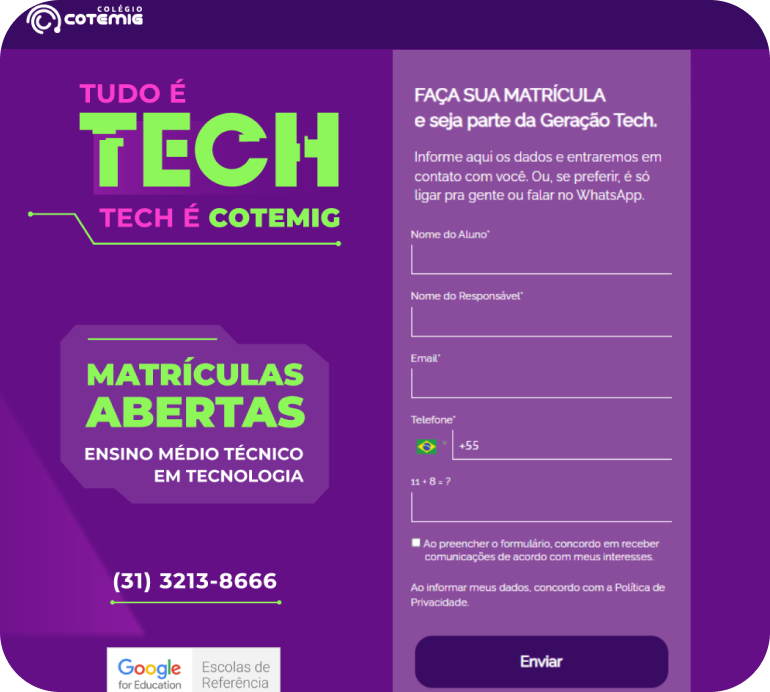 COLÉGIO
COTEMIG
TUDO É
TECH
TECH É COTEMIG
MATRÍCULAS
ABERTAS
ENSINO MÉDIO TÉCNICO
EM TECNOLOGIA
(31) 3213-8666
Google
for Education
Escolas de
Referência
FAÇA SUA MATRÍCULA
e seja parte da Geração Tech.
Informe aqui os dados e entraremos em
contato com você. Ou, se preferir, é só
ligar pra gente ou falar no WhatsApp.
Nome do Aluno*
Nome do Responsável*
Email*
Telefone*
+55
11 + 8 = ?
Ao preencher o formulário, concordo em receber
comunicações de acordo com meus interesses.
Ao informar meus dados, concordo com a Política de
Privacidade.
Enviar